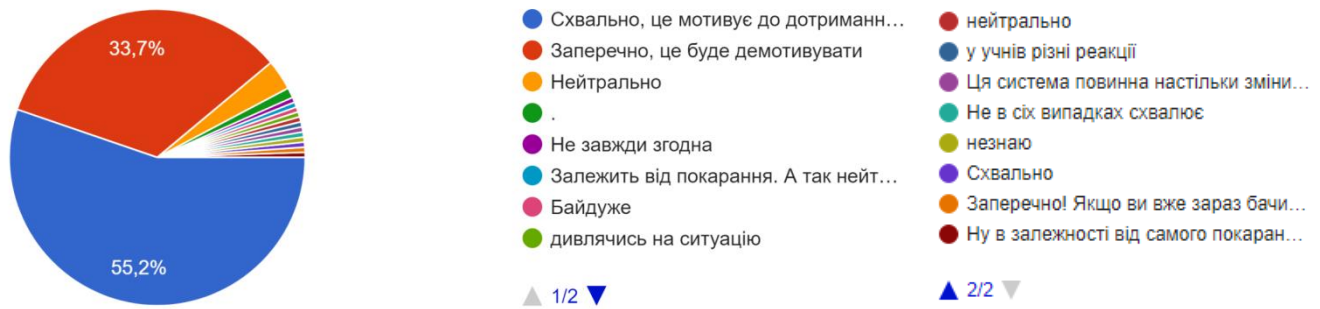 33,7%
55,2%
Схвально, це мотивує до дотриманн...
Заперечно, це буде демотивувати
Нейтрально
.
Не завжди згодна
Залежить від покарання. А так нейт...
Байдуже
дивлячись на ситуацію
1/2
нейтрально
у учнів різні реакції
Ця система повинна настільки зміни...
Не в сіх випадках схвалює
незнаю
Схвально
Заперечно! Якщо ви вже зараз бачи...
Ну в залежності від самого покаран...
2/2